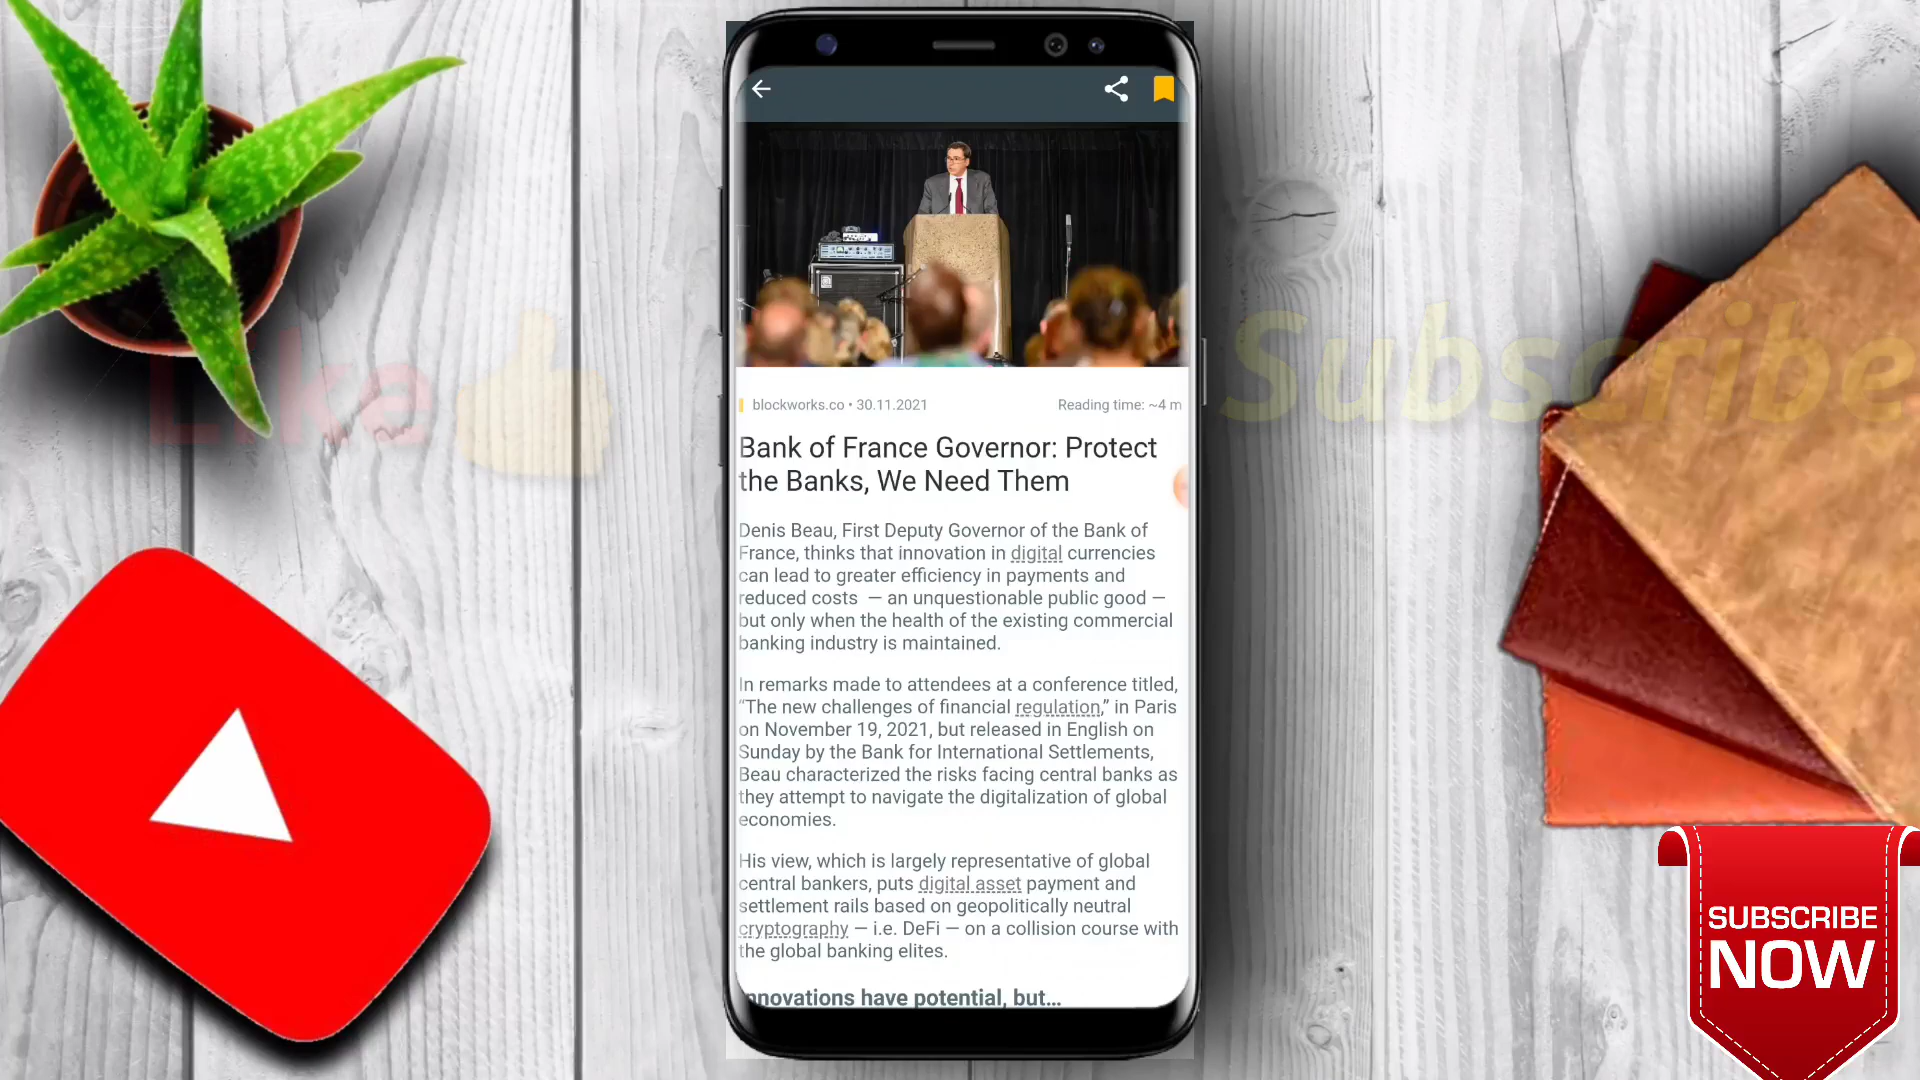 blockworks.co • 30.11.2021
Reading time: ~4 m
Bank of France Governor: Protect
the Banks, We Need Them
Denis Beau, First Deputy Governor of the Bank of
France, thinks that innovation in digital currencies
can lead to greater efficiency in payments and
reduced costs — an unquestionable public good —
but only when the health of the existing commercial
banking industry is maintained.
In remarks made to attendees at a conference titled,
“The new challenges of financial regulation,” in Paris
on November 19, 2021, but released in English on
Sunday by the Bank for International Settlements,
Beau characterized the risks facing central banks as
they attempt to navigate the digitalization of global
economies.
His view, which is largely representative of global
central bankers, puts digital asset payment and
settlement rails based on geopolitically neutral
cryptography — i.e. DeFi — on a collision course with
the global banking elites.
Innovations have potential, but...
Like
Subscribe
SUBSCRIBE
NOW